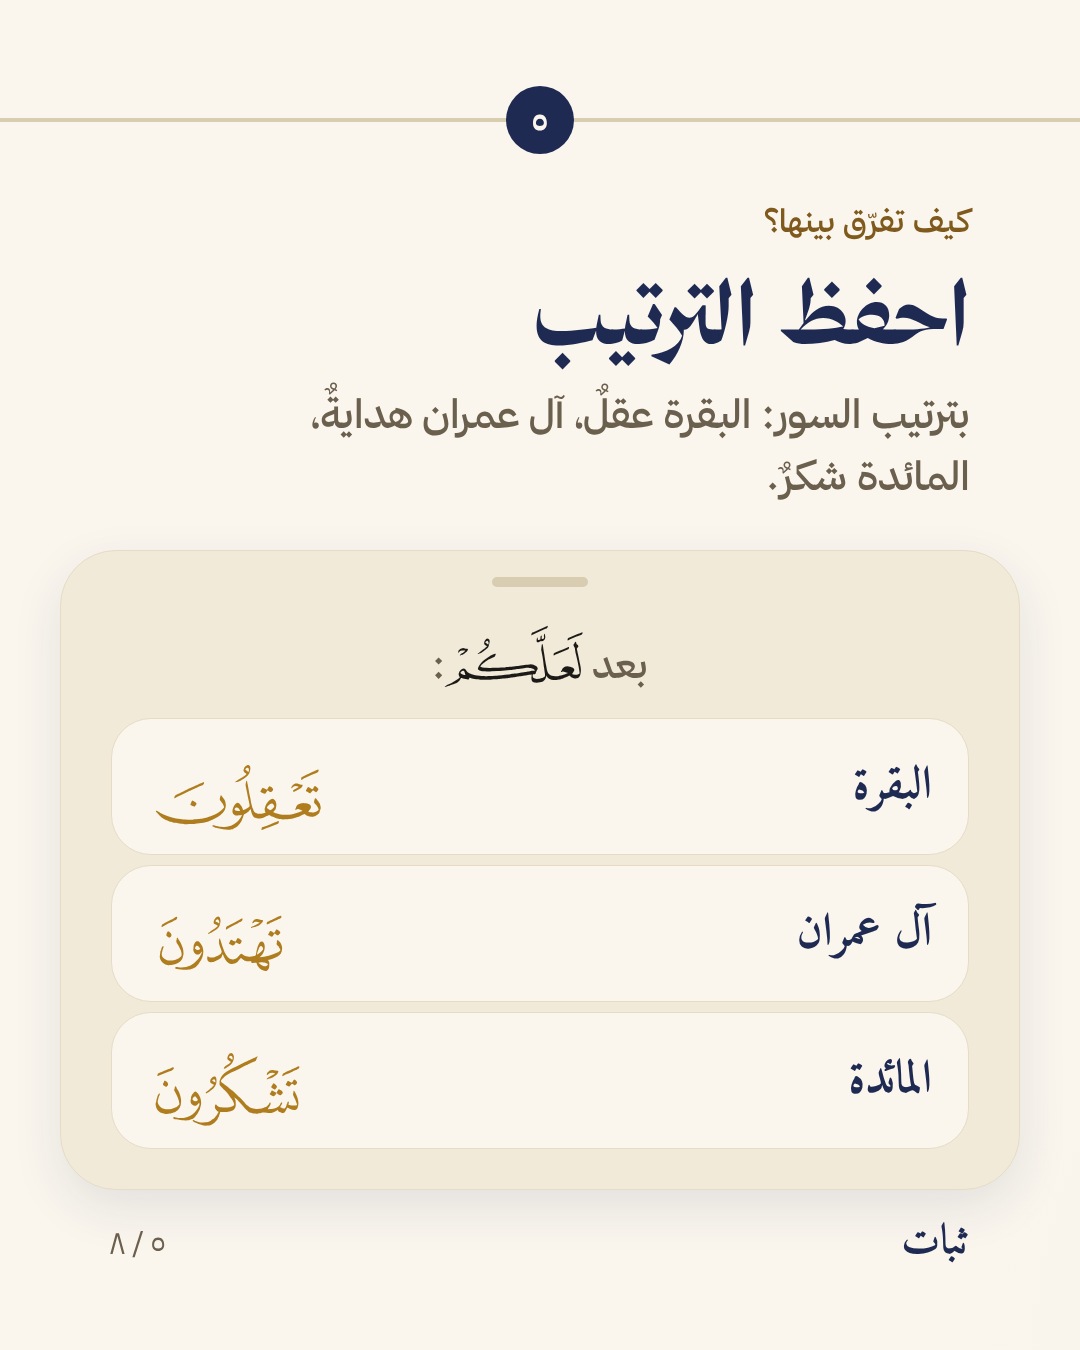 ٥
كيف تفرّق بينها؟
احفظ الترتيب
بترتيب السور: البقرة عقلٌ، آل عمران هدايةٌ،
المائدة شكرٌ.
بعد لَعَلَّكُمْ:
البقرة تَعْقِلُونَ
آل عمران تَهْتَدُونَ
المائدة تَشْكُرُونَ
ثبات ٥ / ٨